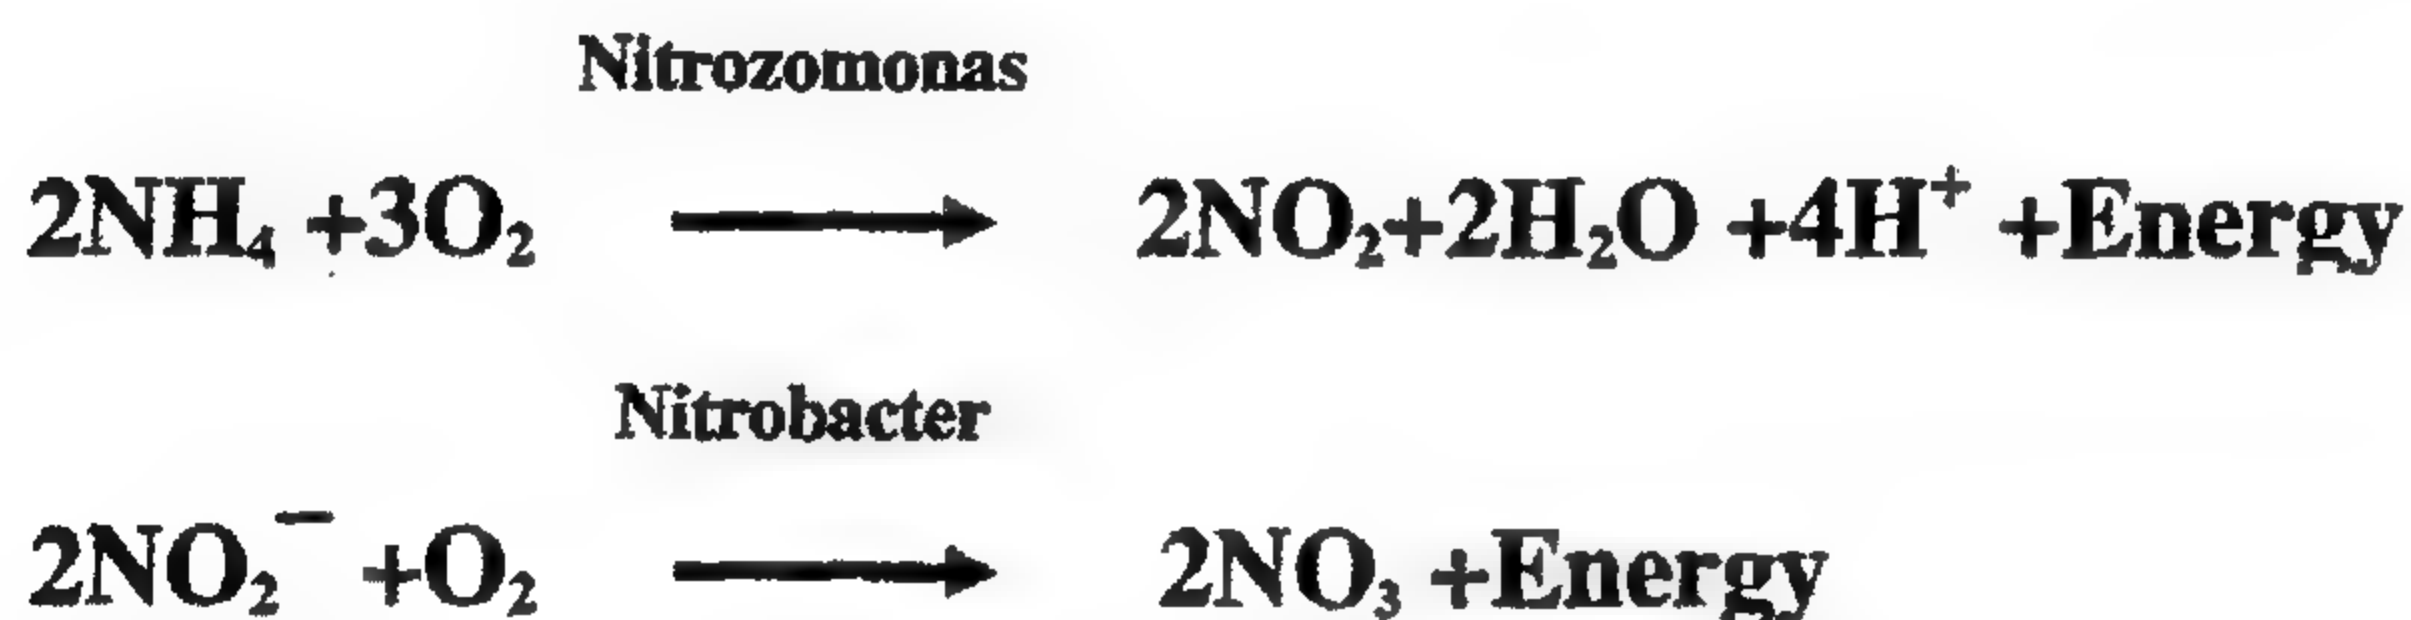 Nitrozomonas
2NH₄ +3O₂ → 2NO₂+2H₂O +4H⁺ +Energy
Nitrobacter
2NO₂⁻ +O₂ → 2NO₃ +Energy